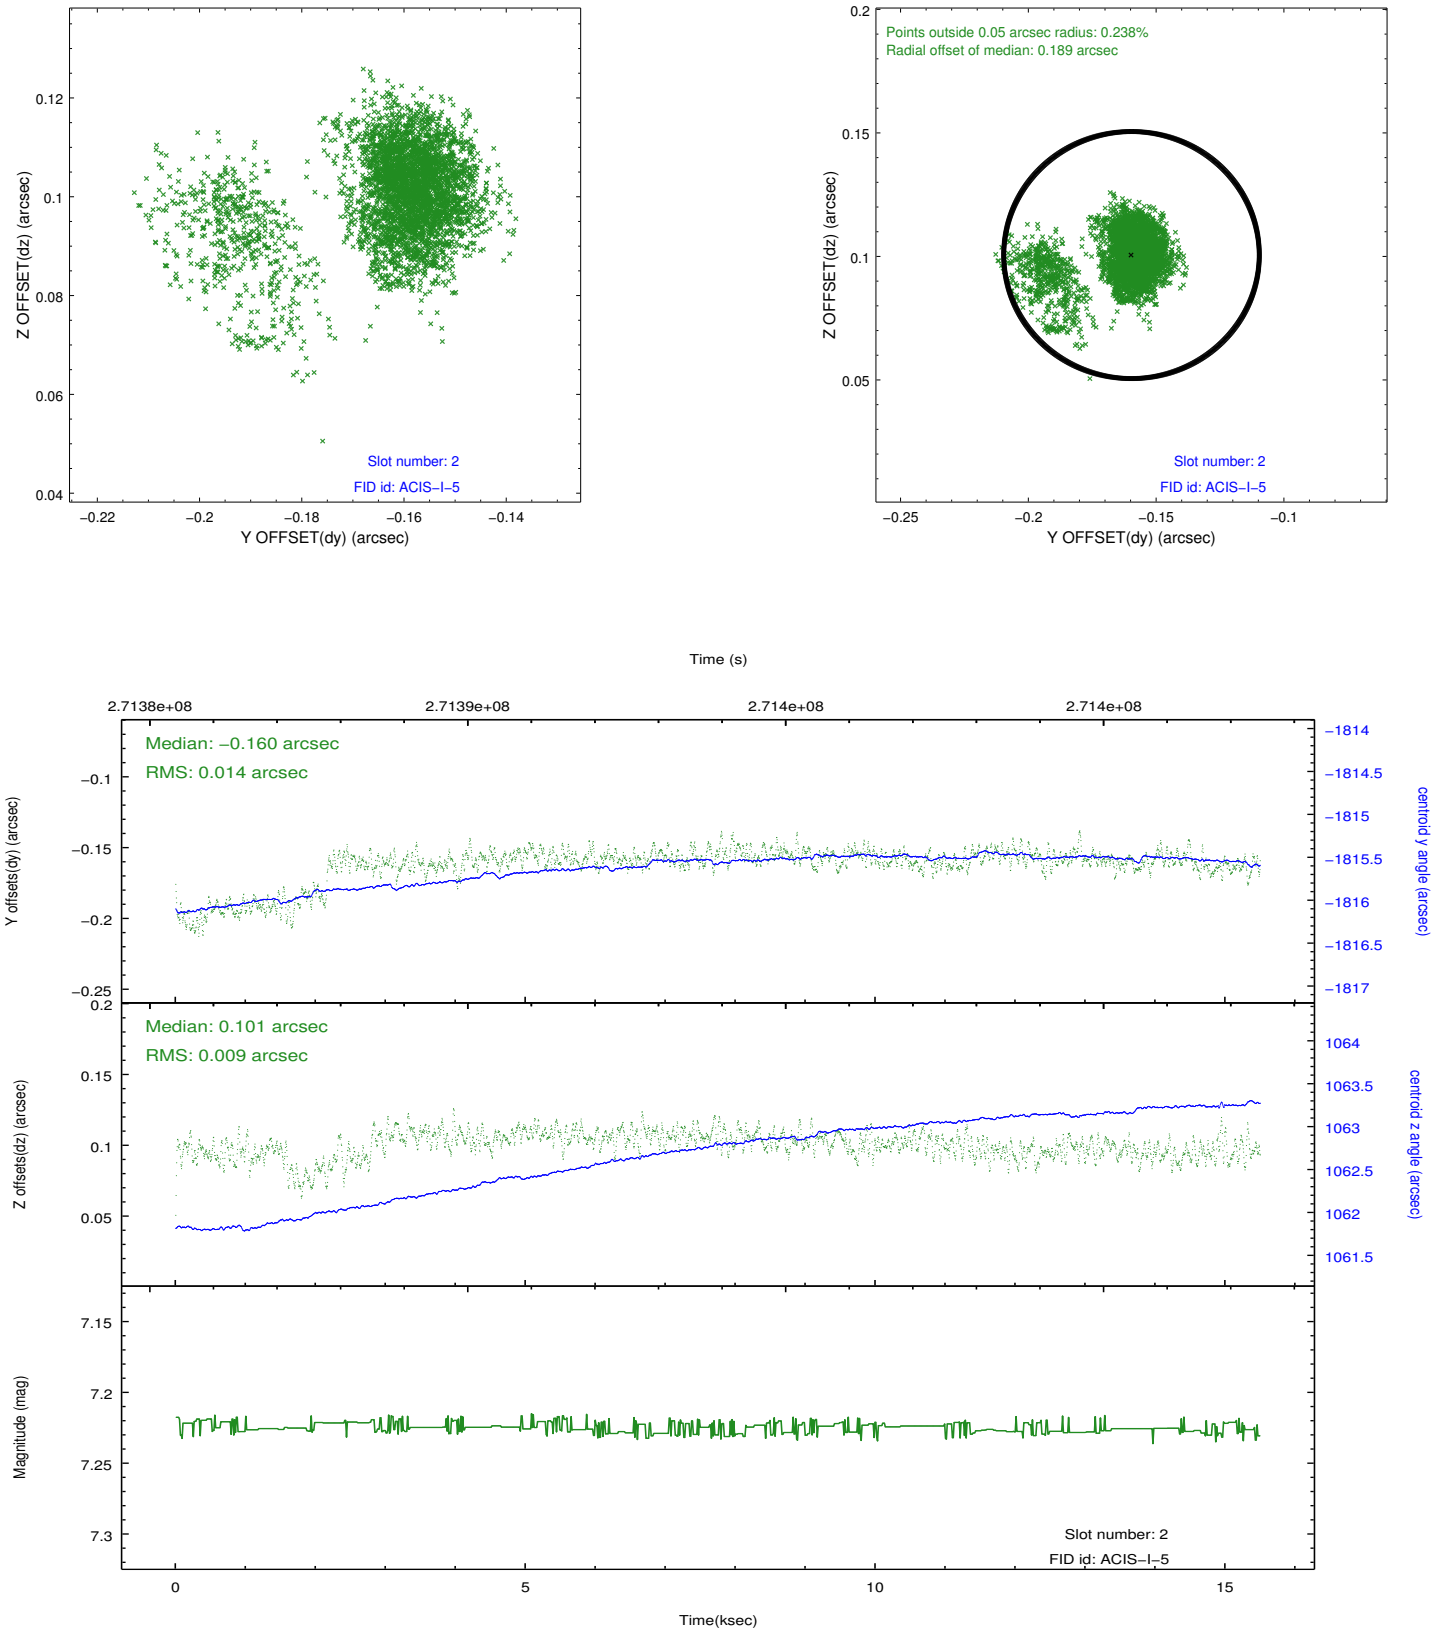 0.12
0.1
0.08
0.06
0.04
Z OFFSET(dz) (arcsec)
Slot number: 2
FID id: ACIS−I−5
−0.22 −0.2 −0.18 −0.16 −0.14
Y OFFSET(dy) (arcsec)
0.2
0.15
0.1
0.05
Z OFFSET(dz) (arcsec)
Points outside 0.05 arcsec radius: 0.238%
Radial offset of median: 0.189 arcsec
Slot number: 2
FID id: ACIS−I−5
−0.25 −0.2 −0.15 −0.1
Y OFFSET(dy) (arcsec)
Time (s)
2.7138e+08 2.7139e+08 2.714e+08 2.714e+08
Median: −0.160 arcsec
RMS: 0.014 arcsec
−0.1
−0.15
−0.2
−0.25
Y offsets(dy) (arcsec)
−1814
−1814.5
−1815
−1815.5
−1816
−1816.5
−1817
centroid y angle (arcsec)
Median: 0.101 arcsec
RMS: 0.009 arcsec
0.2
0.15
0.1
0.05
Z offsets(dz) (arcsec)
1064
1063.5
1063
1062.5
1062
1061.5
centroid z angle (arcsec)
7.15
7.2
7.25
7.3
Magnitude (mag)
Slot number: 2
FID id: ACIS−I−5
0 5 10 15
Time(ksec)